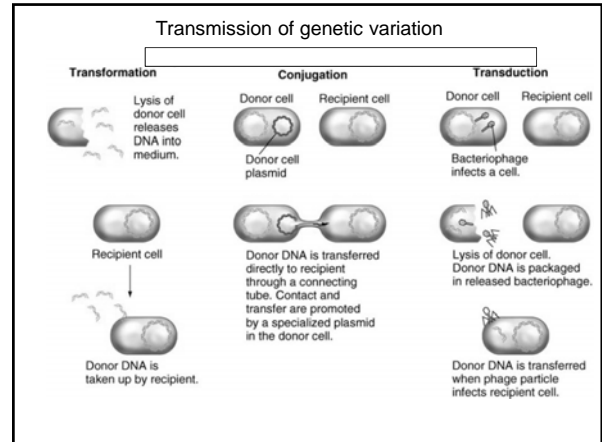 Transmission of genetic variation
Transformation
Lysis of
donor cell
releases
DNA into
medium.
Recipient cell
Donor DNA is
taken up by recipient.
Conjugation
Donor cell Recipient cell
Donor cell
plasmid
Donor DNA is transferred
directly to recipient
through a connecting
tube. Contact and
transfer are promoted
by a specialized plasmid
in the donor cell.
Transduction
Donor cell Recipient cell
Bacteriophage
infects a cell.
Lysis of donor cell.
Donor DNA is packaged
in released bacteriophage.
Donor DNA is transferred
when phage particle
infects recipient cell.